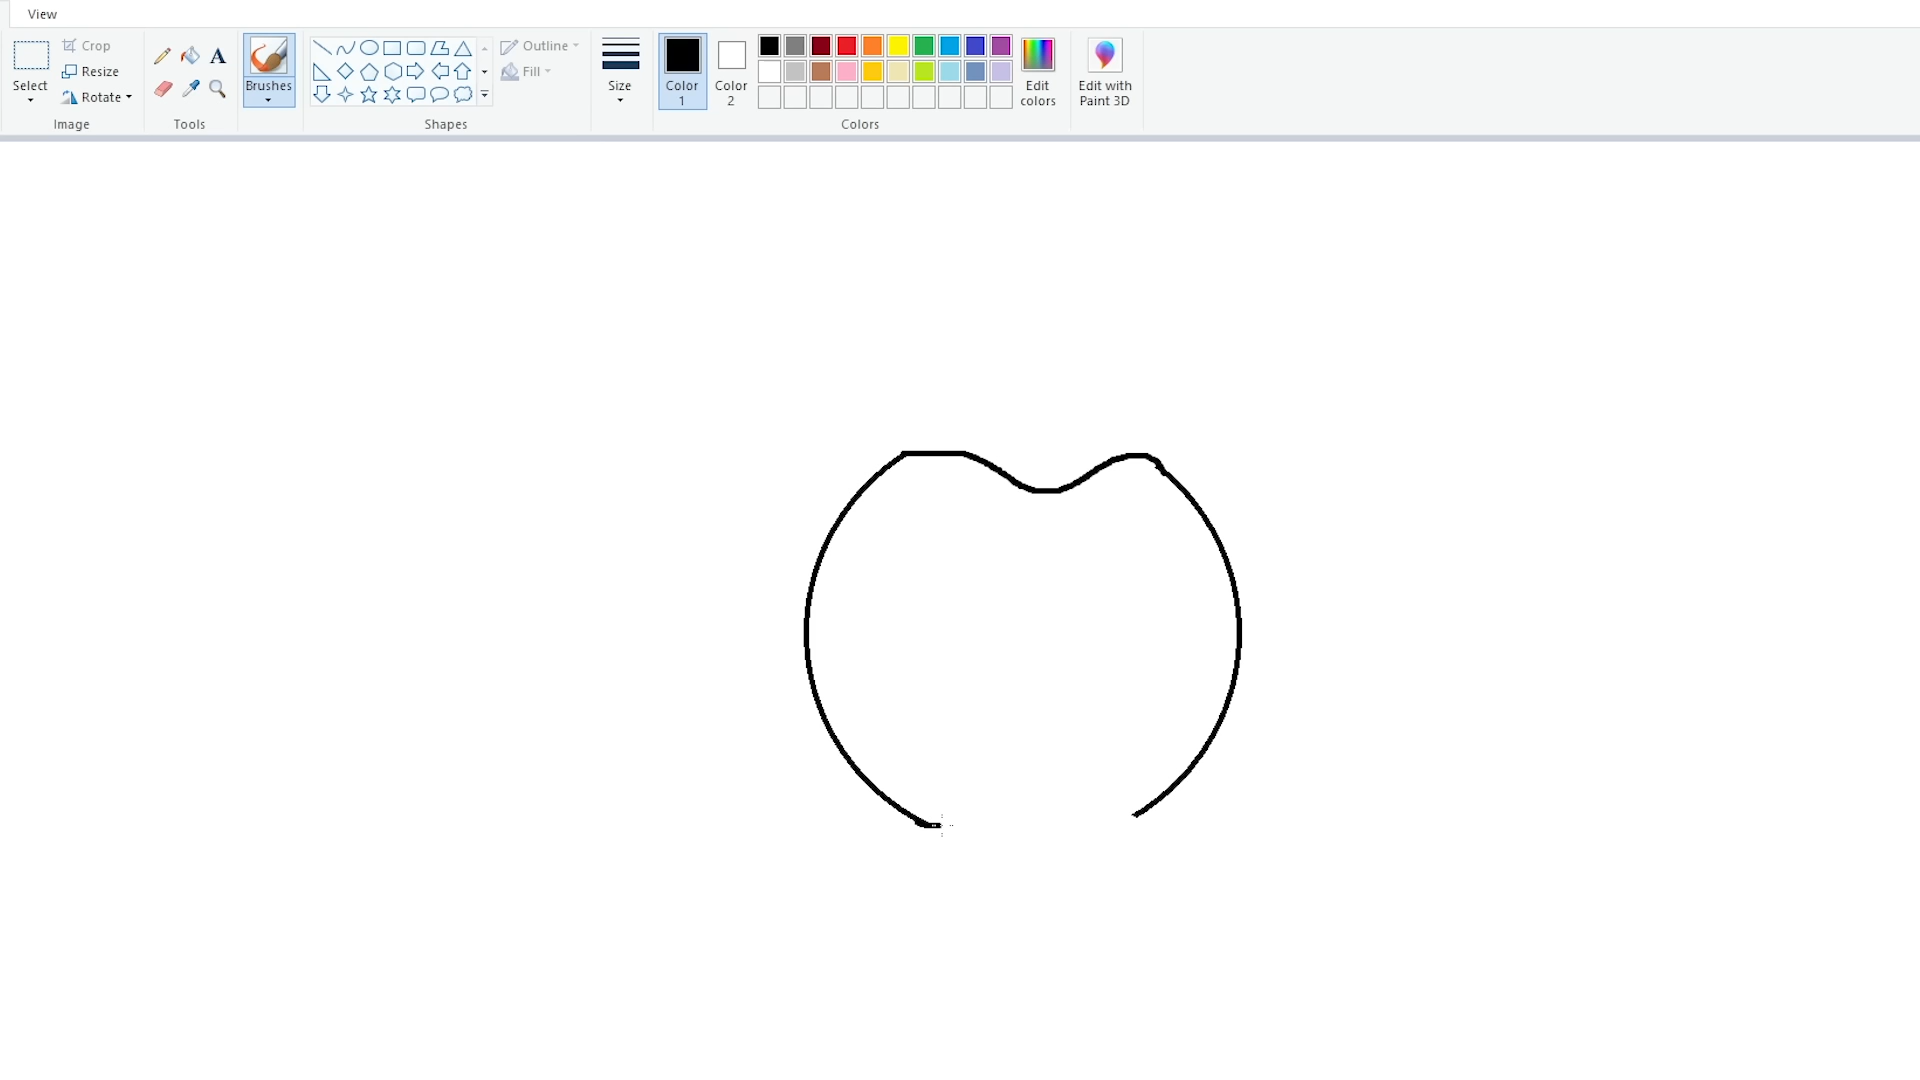 View
Crop
Select
Resize
Rotate
Image
A
Tools
Brushes
Outline
Fill
Shapes
Size
Color
1
Color
2
Edit
colors
Colors
Edit with
Paint 3D